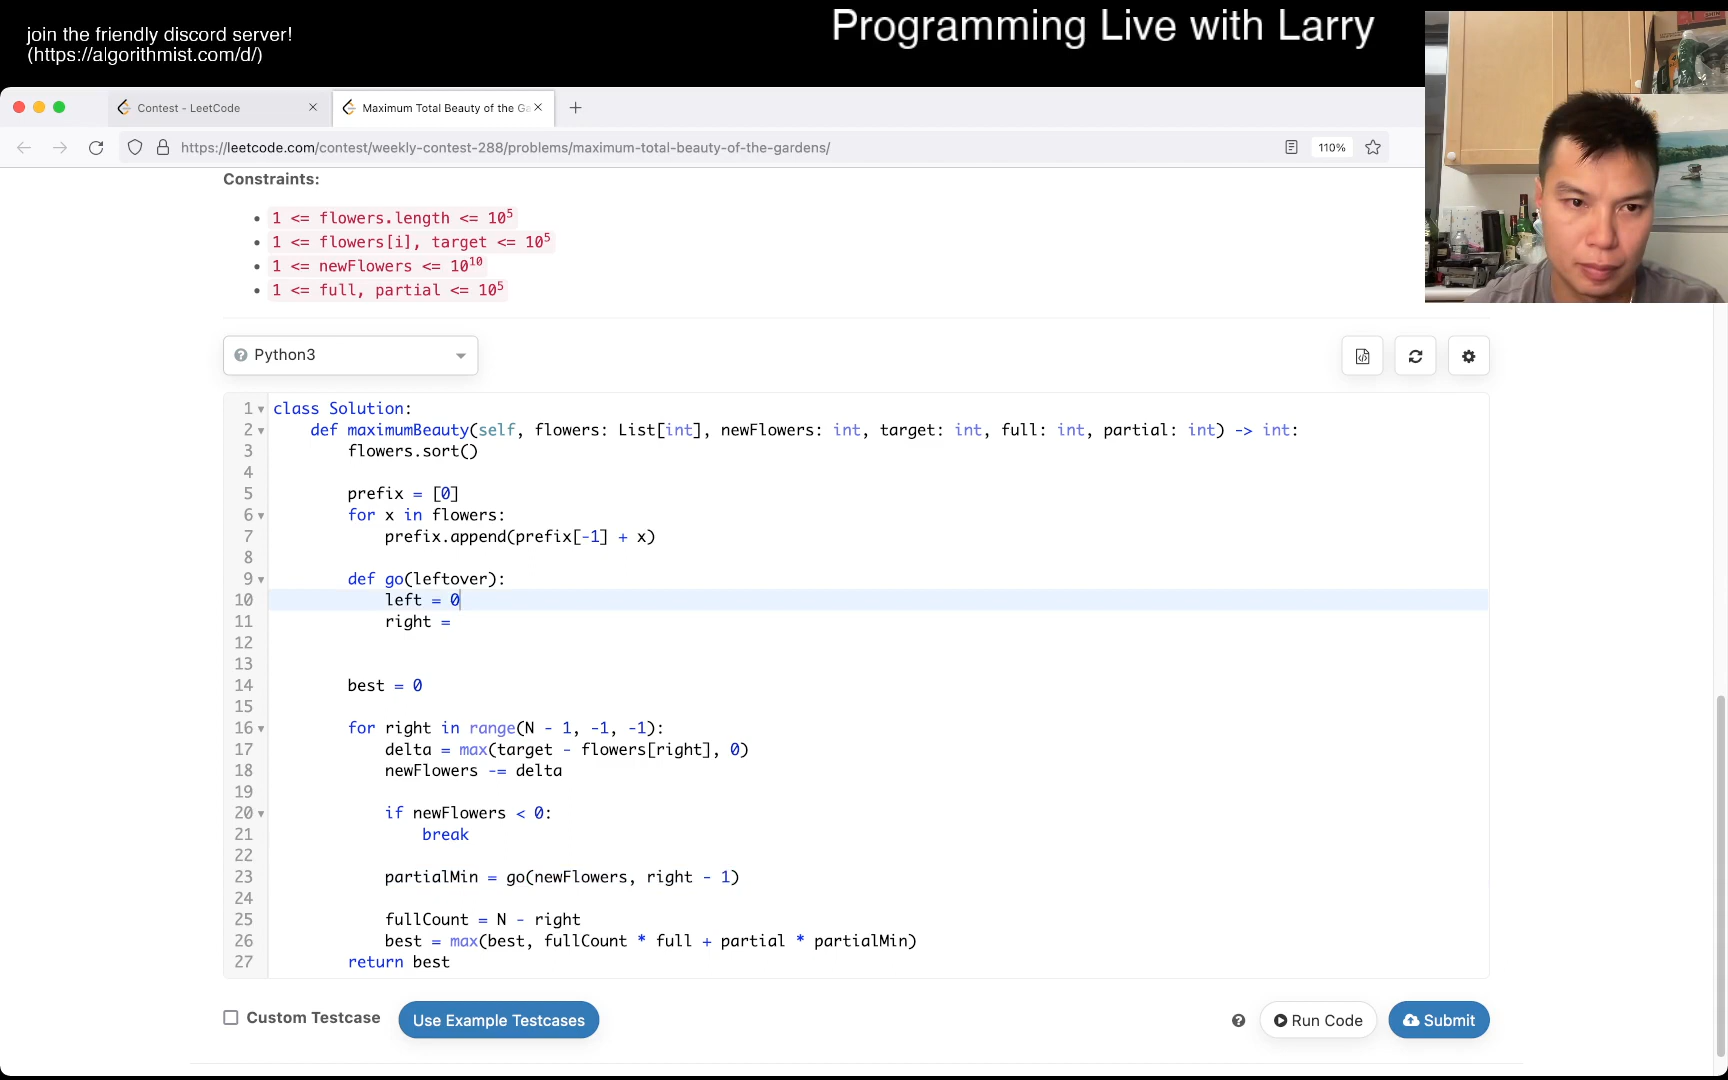 join the friendly discord server!
(https://algorithmist.com/d/)
Programming Live with Larry
Contest - LeetCode
Maximum Total Beauty of the Ga
https://leetcode.com/contest/weekly-contest-288/problems/maximum-total-beauty-of-the-gardens/
110%
Constraints:
• 1 <= flowers.length <= 10⁵
• 1 <= flowers[i], target <= 10⁵
• 1 <= newFlowers <= 10¹⁰
• 1 <= full, partial <= 10⁵
Python3
1 class Solution:
2     def maximumBeauty(self, flowers: List[int], newFlowers: int, target: int, full: int, partial: int) -> int:
3         flowers.sort()
4
5         prefix = [0]
6         for x in flowers:
7             prefix.append(prefix[-1] + x)
8
9         def go(leftover):
10             left = 0
11             right =
12
13
14         best = 0
15
16         for right in range(N - 1, -1, -1):
17             delta = max(target - flowers[right], 0)
18             newFlowers -= delta
19
20             if newFlowers < 0:
21                 break
22
23             partialMin = go(newFlowers, right - 1)
24
25             fullCount = N - right
26             best = max(best, fullCount * full + partial * partialMin)
27         return best
Custom Testcase
Use Example Testcases
Run Code
Submit